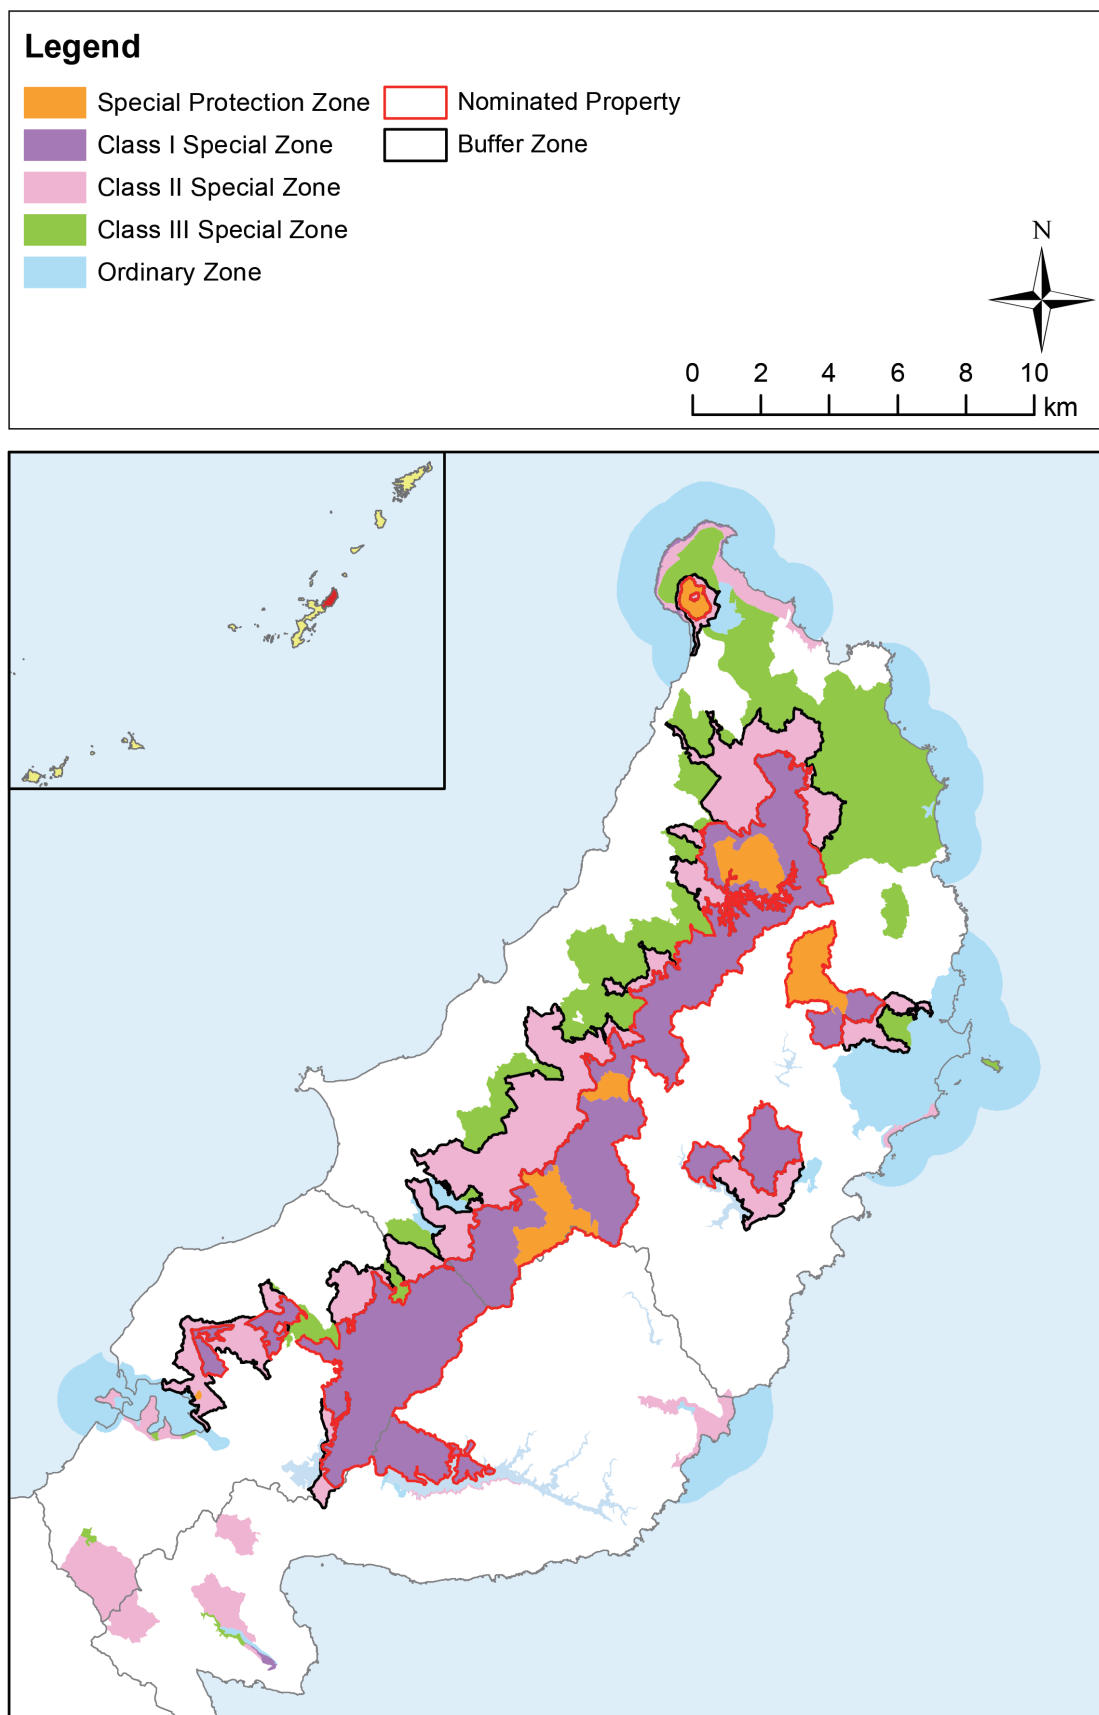 Legend
Special Protection Zone
Nominated Property
Class I Special Zone
Buffer Zone
Class II Special Zone
Class III Special Zone
Ordinary Zone
N
0 2 4 6 8 10
km